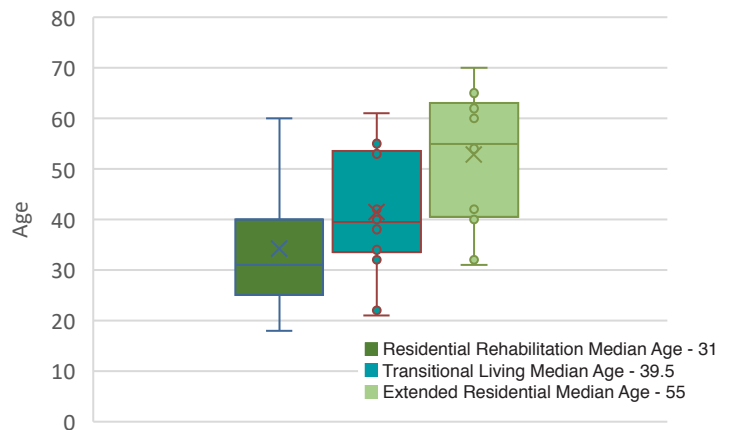 80
70
60
50
40
30
20
10
0
Age
Residential Rehabilitation Median Age - 31
Transitional Living Median Age - 39.5
Extended Residential Median Age - 55